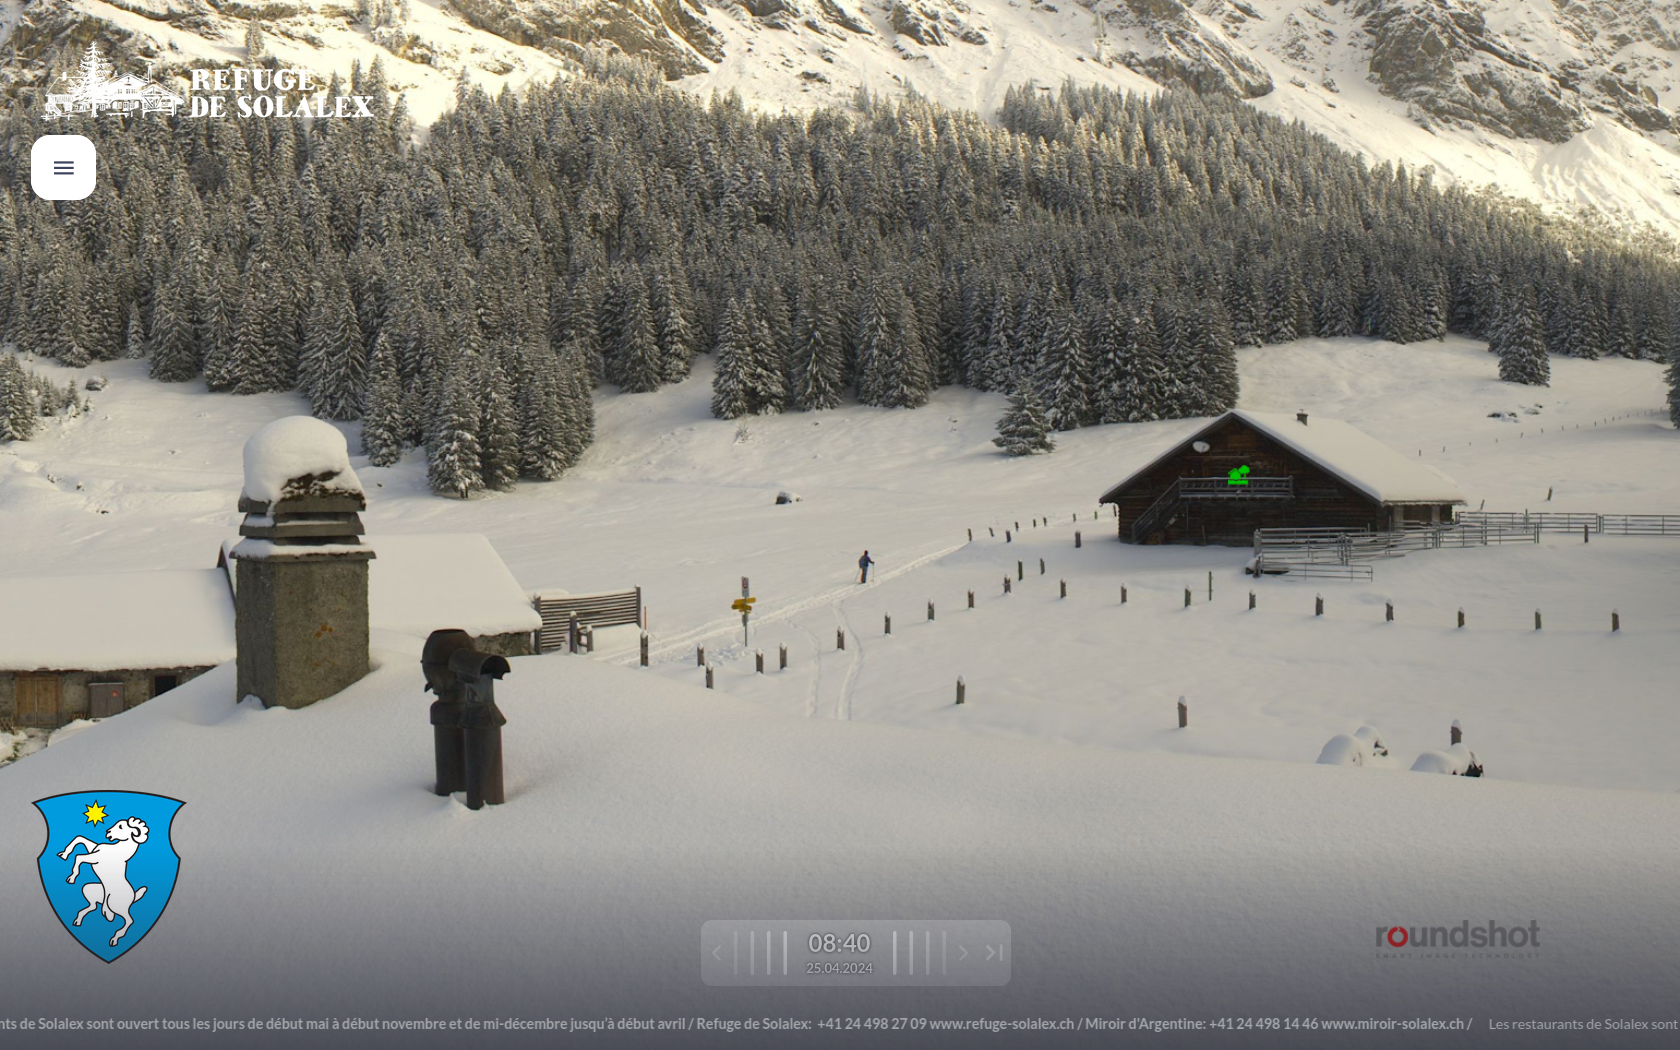 REFUGE
DE SOLALEX
08:40
25.04.2024
roundshot
SMART IMAGE TECHNOLOGY
nts de Solalex sont ouvert tous les jours de début mai à début novembre et de mi-décembre jusqu'à début avril / Refuge de Solalex:  +41 24 498 27 09 www.refuge-solalex.ch / Miroir d'Argentine: +41 24 498 14 46 www.miroir-solalex.ch /     Les restaurants de Solalex sont